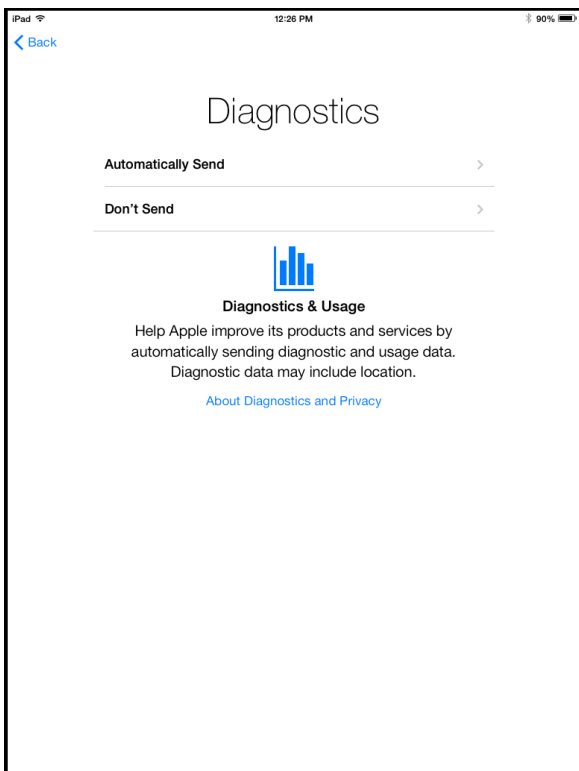 iPad 12:26 PM 90%
Back
Diagnostics
Automatically Send
Don't Send
Diagnostics & Usage
Help Apple improve its products and services by
automatically sending diagnostic and usage data.
Diagnostic data may include location.
About Diagnostics and Privacy